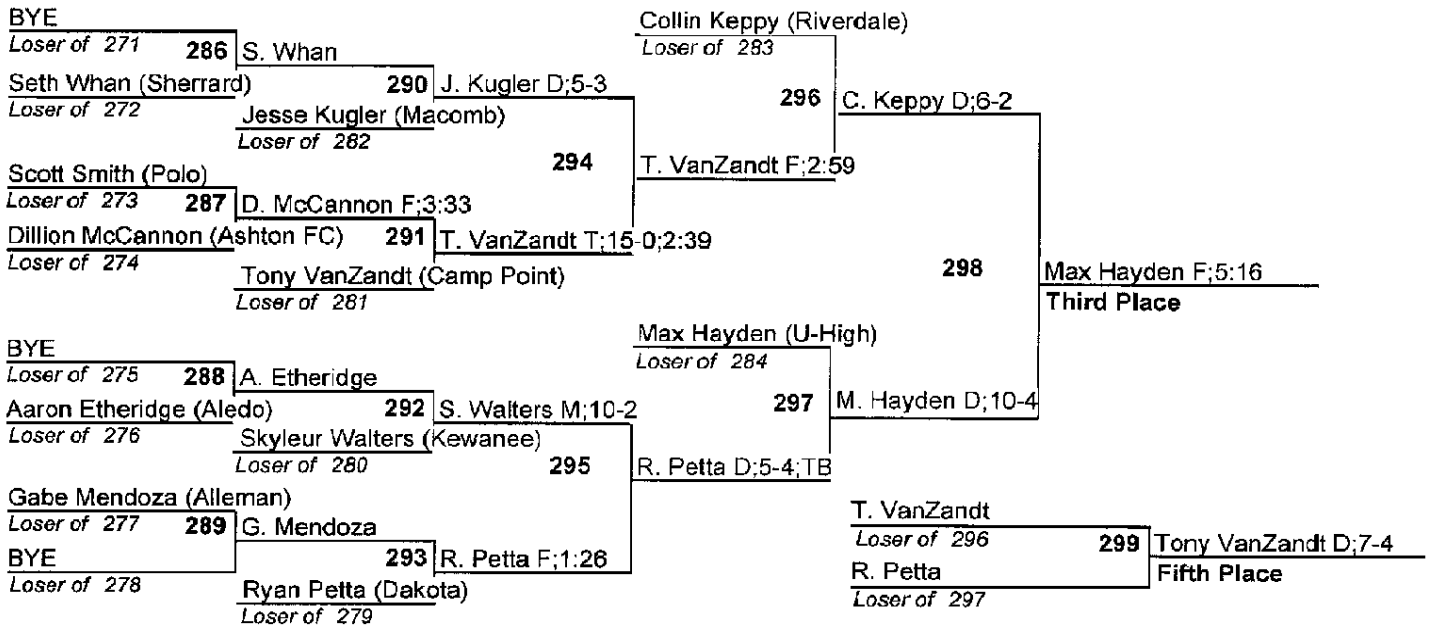 BYE
Loser of 271
286
S. Whan
Seth Whan (Sherrard)
Loser of 272
290
J. Kugler D;5-3
Jesse Kugler (Macomb)
Loser of 282
Scott Smith (Polo)
Loser of 273
287
D. McCannon F;3:33
Dillion McCannon (Ashton FC)
Loser of 274
291
T. VanZandt T;15-0;2:39
Tony VanZandt (Camp Point)
Loser of 281
294
T. VanZandt F;2:59
Collin Keppy (Riverdale)
Loser of 283
296
C. Keppy D;6-2
BYE
Loser of 275
288
A. Etheridge
Aaron Etheridge (Aledo)
Loser of 276
292
S. Walters M;10-2
Skyleur Walters (Kewanee)
Loser of 280
Gabe Mendoza (Alleman)
Loser of 277
289
G. Mendoza
BYE
Loser of 278
293
R. Petta F;1:26
Ryan Petta (Dakota)
Loser of 279
295
R. Petta D;5-4;TB
Max Hayden (U-High)
Loser of 284
297
M. Hayden D;10-4
298
Max Hayden F;5:16
Third Place
T. VanZandt
Loser of 296
299
Tony VanZandt D;7-4
R. Petta
Fifth Place
Loser of 297